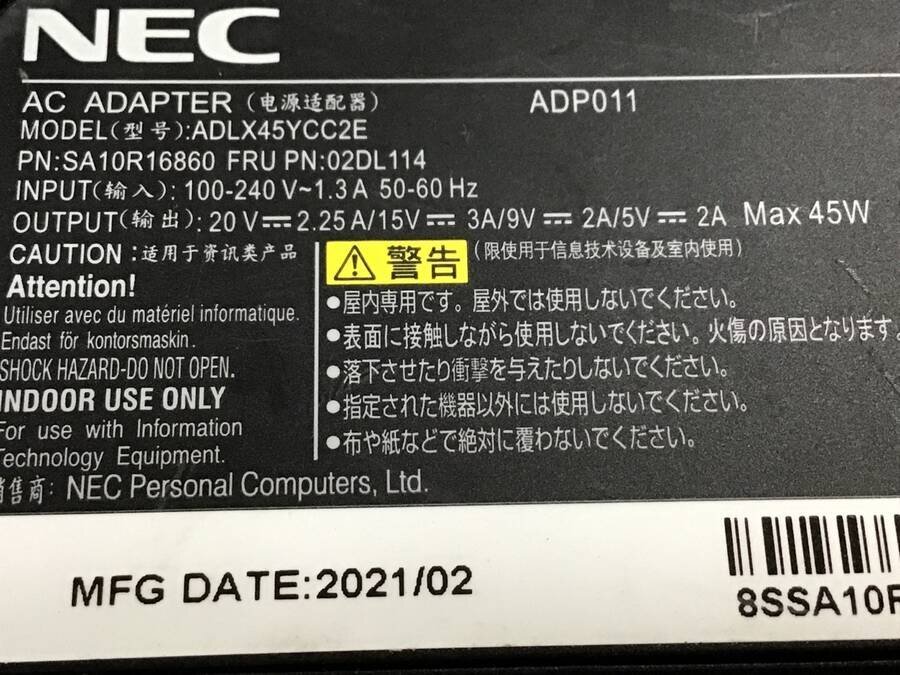 NEC
AC ADAPTER (电源适配器) ADP011
MODEL(型号):ADLX45YCC2E
PN:SA10R16860 FRU PN:02DL114
INPUT(输入): 100-240 V~1.3 A 50-60 Hz
OUTPUT(输出): 20 V⎓2.25 A/15V⎓ 3A/9V⎓ 2A/5V⎓ 2A Max 45W
CAUTION :适用于资讯类产品
Attention!
Utiliser avec du matériel informatique.
Endast för kontorsmaskin.
SHOCK HAZARD-DO NOT OPEN.
INDOOR USE ONLY
For use with Information
Technology Equipment.
⚠警告 (限使用于信息技术设备及室内使用)
●屋内専用です。屋外では使用しないでください。
●表面に接触しながら使用しないでください。火傷の原因となります。
●落下させたり衝撃を与えたりしないでください。
●指定された機器以外には使用しないでください。
●布や紙などで絶対に覆わないでください。
销售商: NEC Personal Computers, Ltd.
MFG DATE:2021/02
8SSA10R